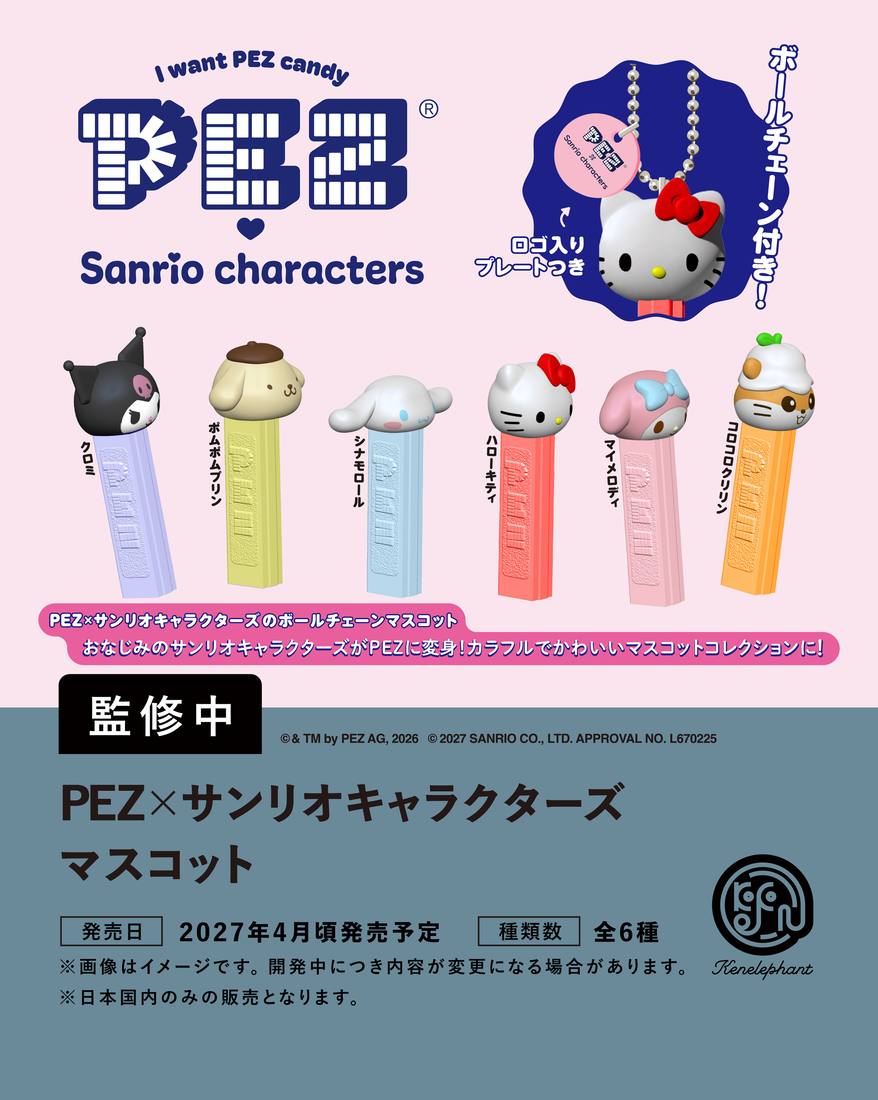 I want PEZ candy
PEZ®
Sanrio characters
ボールチェーン付き!
PEZ
Sanrio characters
ロゴ入り
プレートつき
クロミ
ポムポムプリン
シナモロール
ハローキティ
マイメロディ
コロコロクリリン
PEZ
PEZ
PEZ
PEZ
PEZ
PEZ
PEZ×サンリオキャラクターズのボールチェーンマスコット
おなじみのサンリオキャラクターズがPEZに変身!カラフルでかわいいマスコットコレクションに!
監修中
©& TM by PEZ AG, 2026 ©2027 SANRIO CO., LTD. APPROVAL NO. L670225
PEZ×サンリオキャラクターズ
マスコット
発売日 2027年4月頃発売予定 種類数 全6種
※画像はイメージです。開発中につき内容が変更になる場合があります。
※日本国内のみの販売となります。
Kenelephant